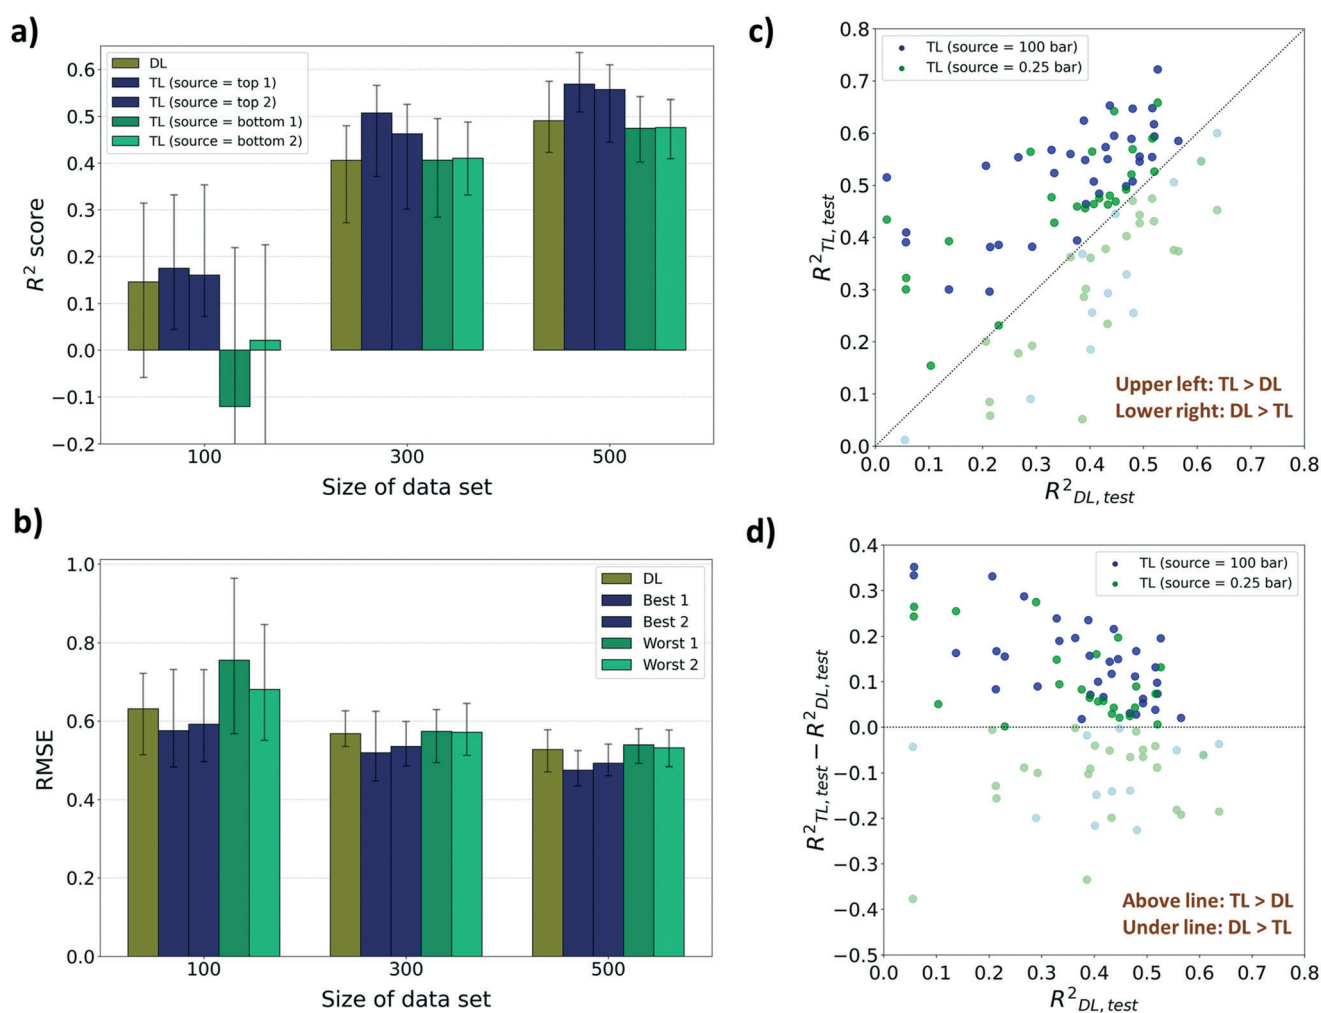 a)
0.6
0.5
0.4
0.3
0.2
0.1
0.0
−0.1
−0.2
R² score
DL
TL (source = top 1)
TL (source = top 2)
TL (source = bottom 1)
TL (source = bottom 2)
100 300 500
Size of data set
b)
1.0
0.8
0.6
0.4
0.2
0.0
RMSE
DL
Best 1
Best 2
Worst 1
Worst 2
100 300 500
Size of data set
c)
0.8
0.7
0.6
0.5
0.4
0.3
0.2
0.1
0.0
R²TL, test
TL (source = 100 bar)
TL (source = 0.25 bar)
Upper left: TL > DL
Lower right: DL > TL
0.0 0.1 0.2 0.3 0.4 0.5 0.6 0.7 0.8
R²DL, test
d)
0.4
0.3
0.2
0.1
0.0
−0.1
−0.2
−0.3
−0.4
−0.5
R²TL, test − R²DL, test
TL (source = 100 bar)
TL (source = 0.25 bar)
Above line: TL > DL
Under line: DL > TL
0.0 0.1 0.2 0.3 0.4 0.5 0.6 0.7 0.8
R²DL, test